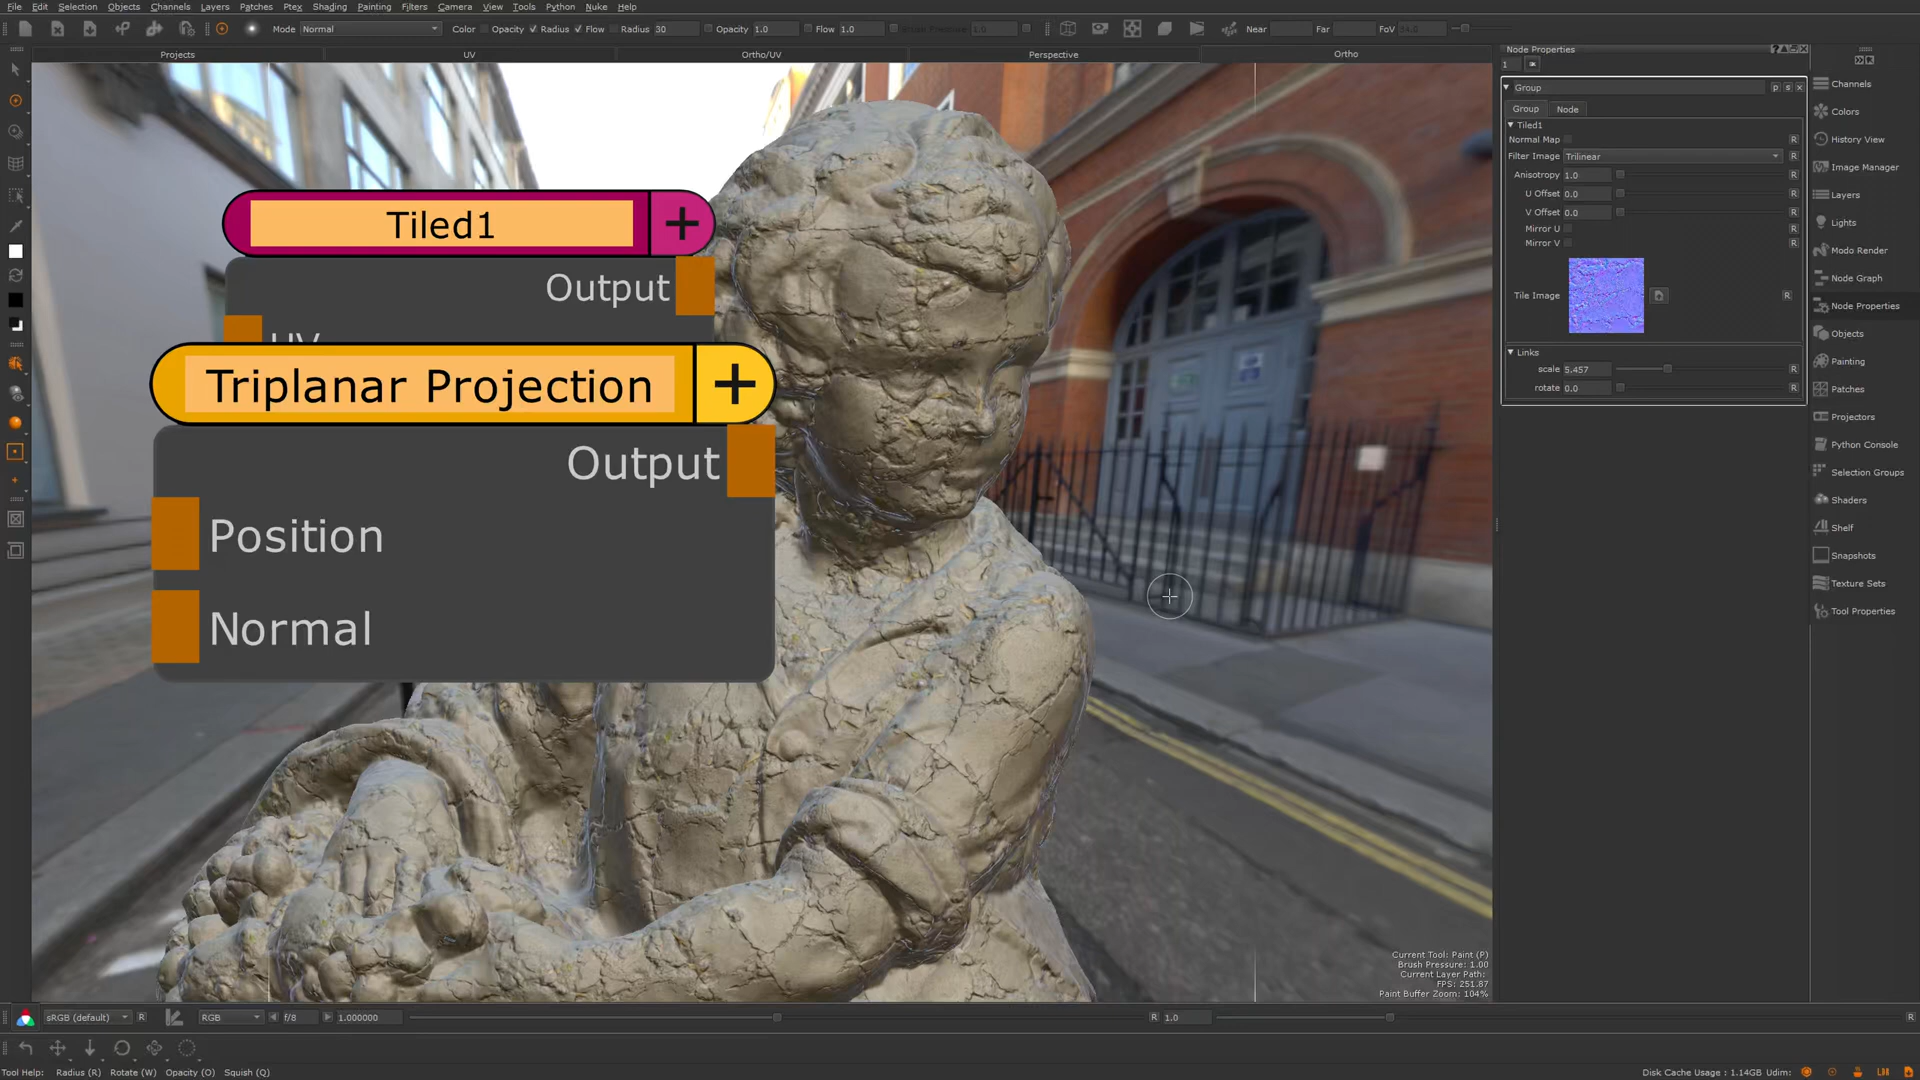 File Edit Selection Objects Channels Layers Patches Ptex Shading Painting Filters Camera View Tools Python Nuke Help
Mode Normal Color Opacity Radius Flow Radius 30 Opacity 1.0 Flow 1.0 1.0 Near Far FoV 34.0
Projects UV Ortho/UV Perspective Ortho
Node Properties
1
Group
Group Node
Tiled1
Normal Map R
Filter Image Trilinear R
Anisotropy 1.0 R
U Offset 0.0 R
V Offset 0.0 R
Mirror U R
Mirror V R
Tile Image R
Links
scale 5.457 R
rotate 0.0 R
Channels
Colors
History View
Image Manager
Layers
Lights
Modo Render
Node Graph
Node Properties
Objects
Painting
Patches
Projectors
Python Console
Selection Groups
Shaders
Shelf
Snapshots
Texture Sets
Tool Properties
Tiled1 +
Output
UV
Triplanar Projection +
Output
Position
Normal
Current Tool: Paint (P)
Brush Pressure: 1.00
Current Layer Path:
FPS: 251.87
Paint Buffer Zoom: 104%
sRGB (default) R RGB f/8 1.000000 R 1.0 R
Tool Help: Radius (R) Rotate (W) Opacity (O) Squish (Q)
Disk Cache Usage : 1.14GB Udim: